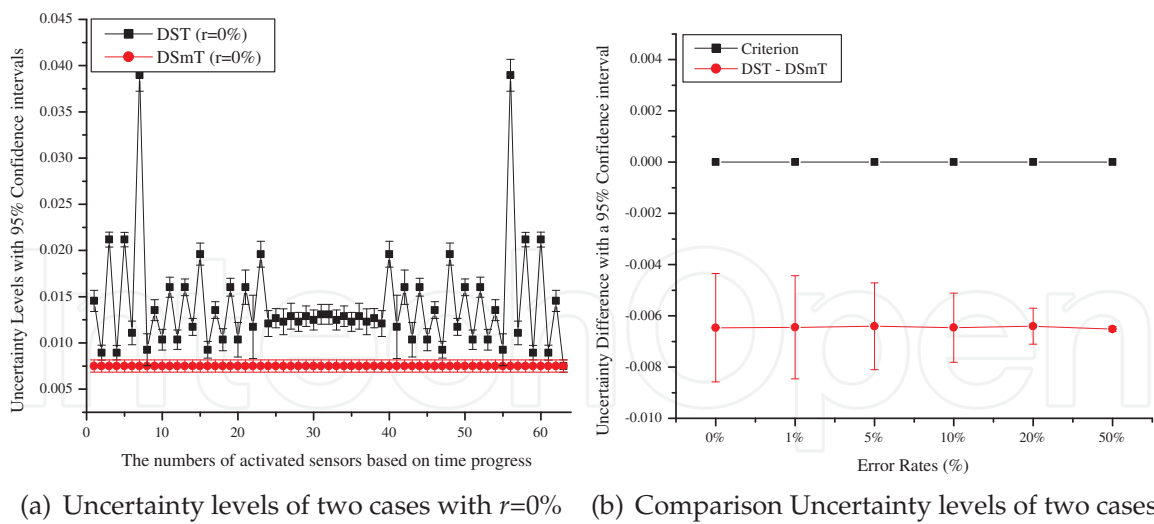 DST (r=0%)
DSmT (r=0%)
Uncertainty Levels with 95% Confidence intervals
0.045
0.040
0.035
0.030
0.025
0.020
0.015
0.010
0.005
0
10
20
30
40
50
60
The numbers of activated sensors based on time progress
(a) Uncertainty levels of two cases with r=0%
Criterion
DST - DSmT
Uncertainty Difference with a 95% Confidence interval
0.004
0.002
0.000
-0.002
-0.004
-0.006
-0.008
-0.010
0%
1%
5%
10%
20%
50%
Error Rates (%)
(b) Comparison Uncertainty levels of two cases
IntechOpen